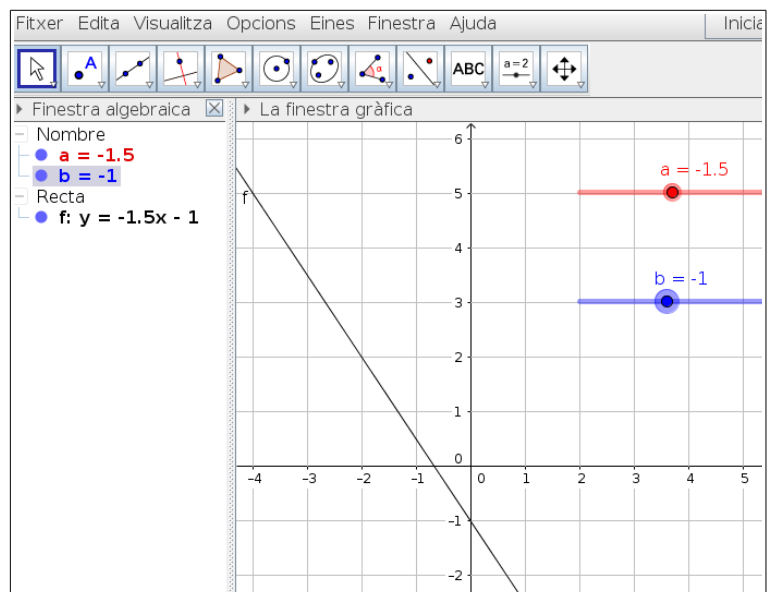 Fitxer Edita Visualitza Opcions Eines Finestra Ajuda Inicia
A ABC a=2
α
Finestra algebraica
La finestra gràfica
Nombre
a = -1.5
b = -1
Recta
f: y = -1.5x - 1
f
a = -1.5
b = -1
6
5
4
3
2
1
0
-1
-2
-4 -3 -2 -1 0 1 2 3 4 5